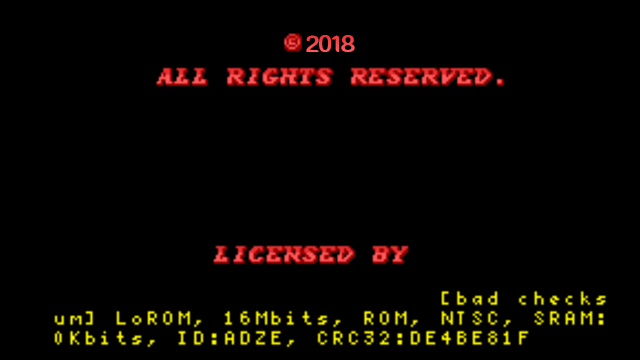 © 2018
ALL RIGHTS RESERVED.
LICENSED BY
[bad checks
um] LoROM, 16Mbits, ROM, NTSC, SRAM:
0Kbits, ID:ADZE, CRC32:DE4BE81F